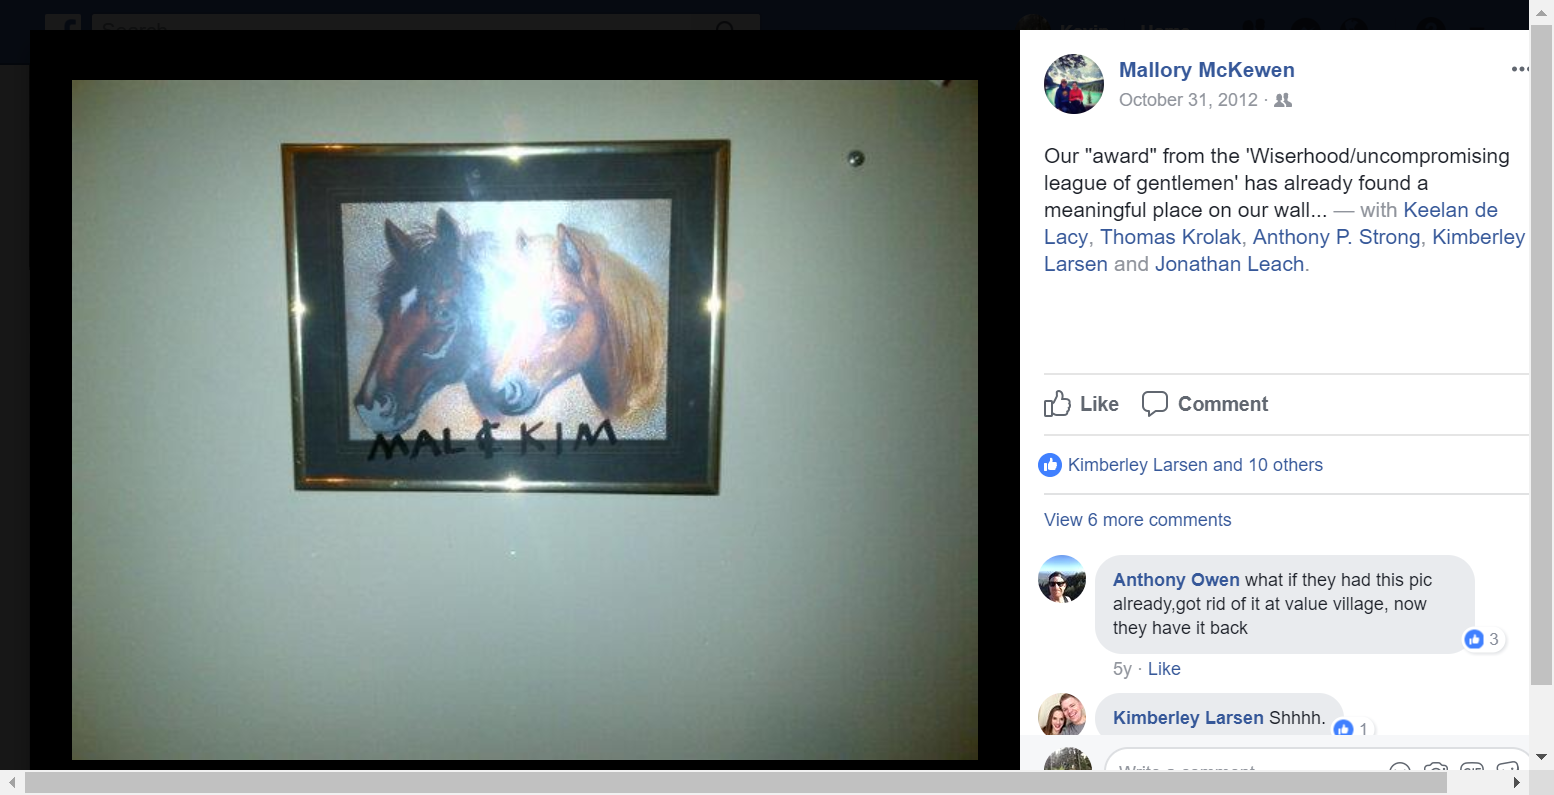 Search
Mallory McKewen
October 31, 2012 ·
Our "award" from the 'Wiserhood/uncompromising
league of gentlemen' has already found a
meaningful place on our wall... — with Keelan de
Lacy, Thomas Krolak, Anthony P. Strong, Kimberley
Larsen and Jonathan Leach.
MAL & KIM
Like Comment
Kimberley Larsen and 10 others
View 6 more comments
Anthony Owen what if they had this pic
already,got rid of it at value village, now
they have it back
3
5y · Like
Kimberley Larsen Shhhh.
1
Write a comment